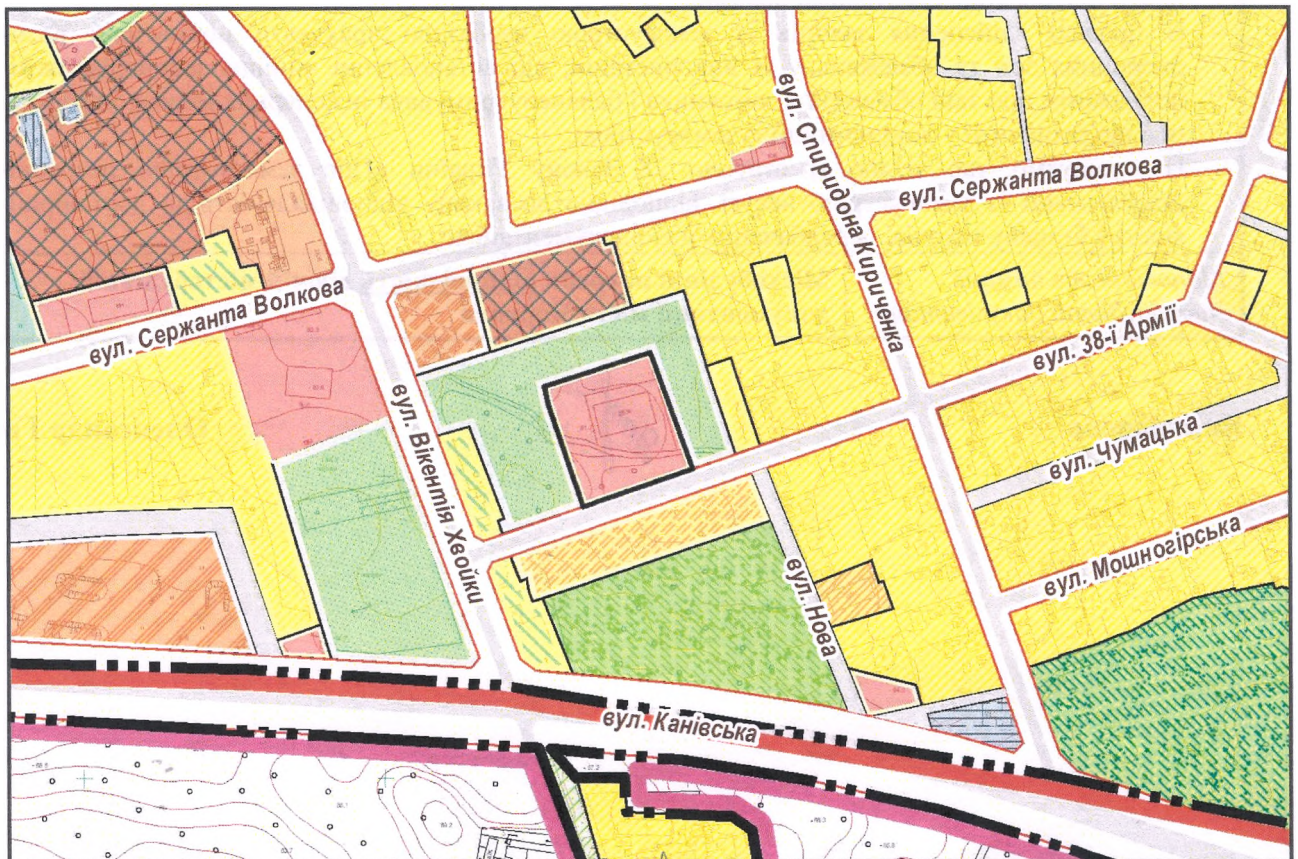 вул. Спиридона Кириченка
вул. Сержанта Волкова
вул. Сержанта Волкова
вул. 38-ї Армії
вул. Вікентія Хвойки
вул. Чумацька
вул. Мошногірська
вул. Нова
вул. Канівська